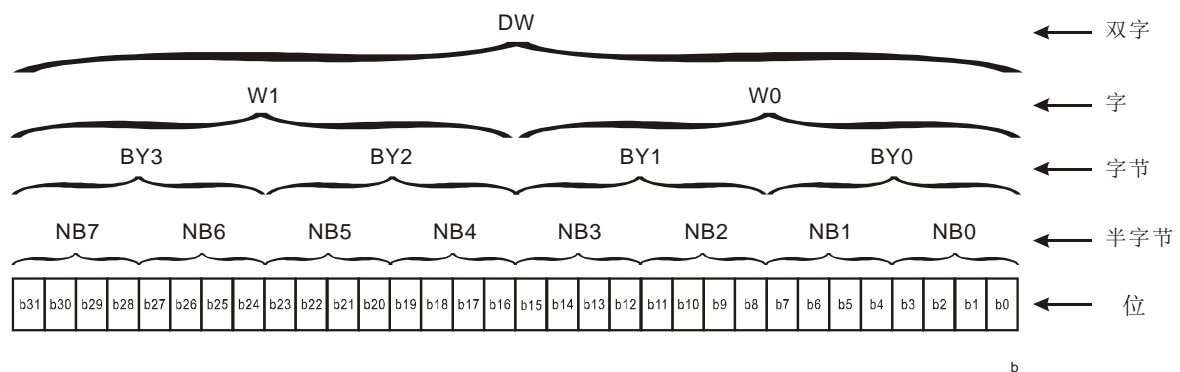 DW 双字
W1 W0 字
BY3 BY2 BY1 BY0 字节
NB7 NB6 NB5 NB4 NB3 NB2 NB1 NB0 半字节
b31 b30 b29 b28 b27 b26 b25 b24 b23 b22 b21 b20 b19 b18 b17 b16 b15 b14 b13 b12 b11 b10 b9 b8 b7 b6 b5 b4 b3 b2 b1 b0 位
b